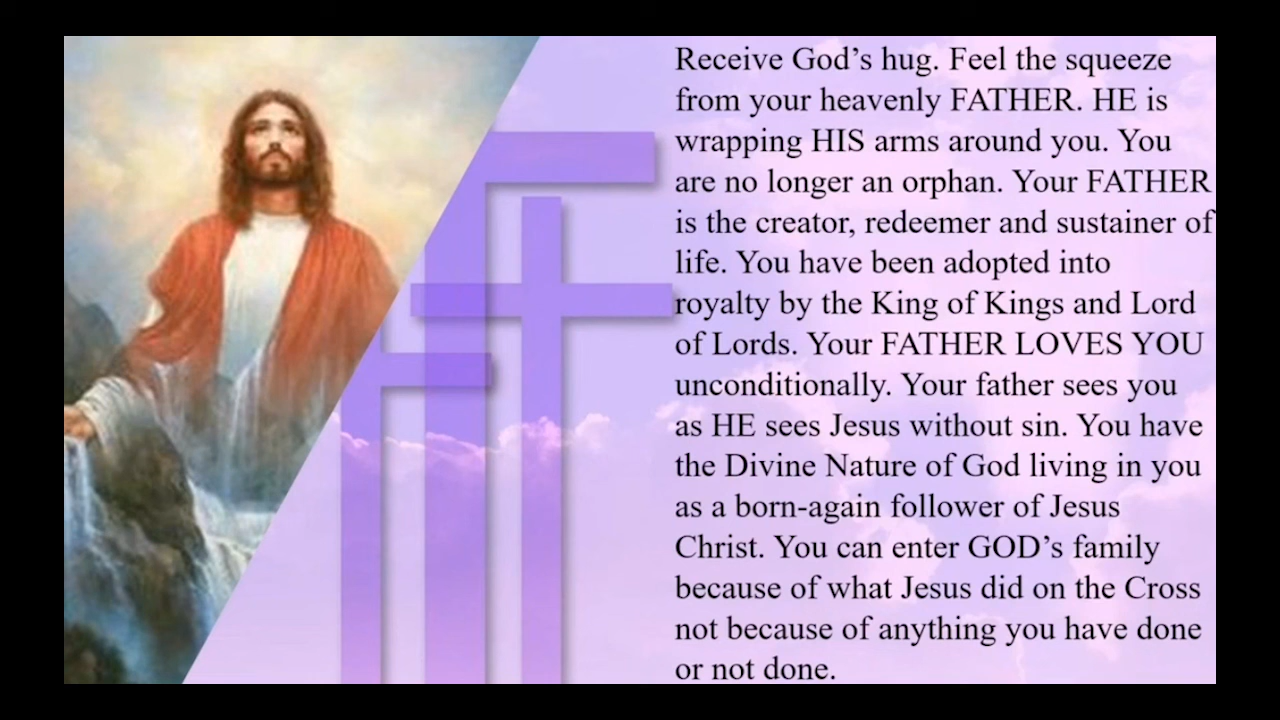 Receive God’s hug. Feel the squeeze
from your heavenly FATHER. HE is
wrapping HIS arms around you. You
are no longer an orphan. Your FATHER
is the creator, redeemer and sustainer of
life. You have been adopted into
royalty by the King of Kings and Lord
of Lords. Your FATHER LOVES YOU
unconditionally. Your father sees you
as HE sees Jesus without sin. You have
the Divine Nature of God living in you
as a born-again follower of Jesus
Christ. You can enter GOD’s family
because of what Jesus did on the Cross
not because of anything you have done
or not done.